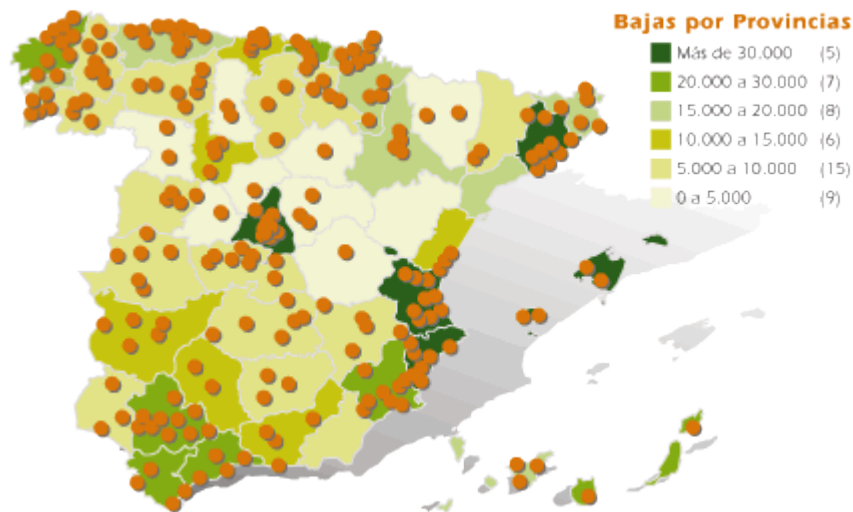 Bajas por Provincias
Más de 30.000 (5)
20.000 a 30.000 (7)
15.000 a 20.000 (8)
10.000 a 15.000 (6)
5.000 a 10.000 (15)
0 a 5.000 (9)